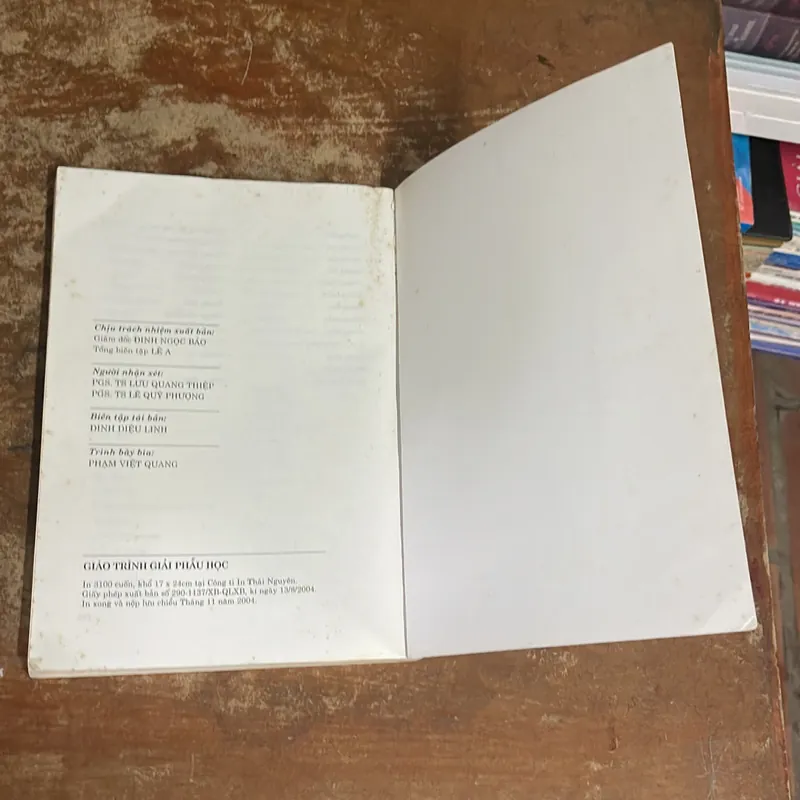 Chịu trách nhiệm xuất bản:
Giám đốc ĐINH NGỌC BẢO
Tổng biên tập LÊ A
Người nhận xét:
PGS. TS LƯU QUANG THIỆP
PGS. TS LÊ QUÝ PHƯỢNG
Biên tập tái bản:
ĐINH DIỆU LINH
Trình bày bìa:
PHẠM VIỆT QUANG
GIÁO TRÌNH GIẢI PHẪU HỌC
In 3100 cuốn, khổ 17 x 24cm tại Công ti In Thái Nguyên.
Giấy phép xuất bản số 290-1137/XB-QLXB, kí ngày 13/8/2004.
In xong và nộp lưu chiểu Tháng 11 năm 2004.